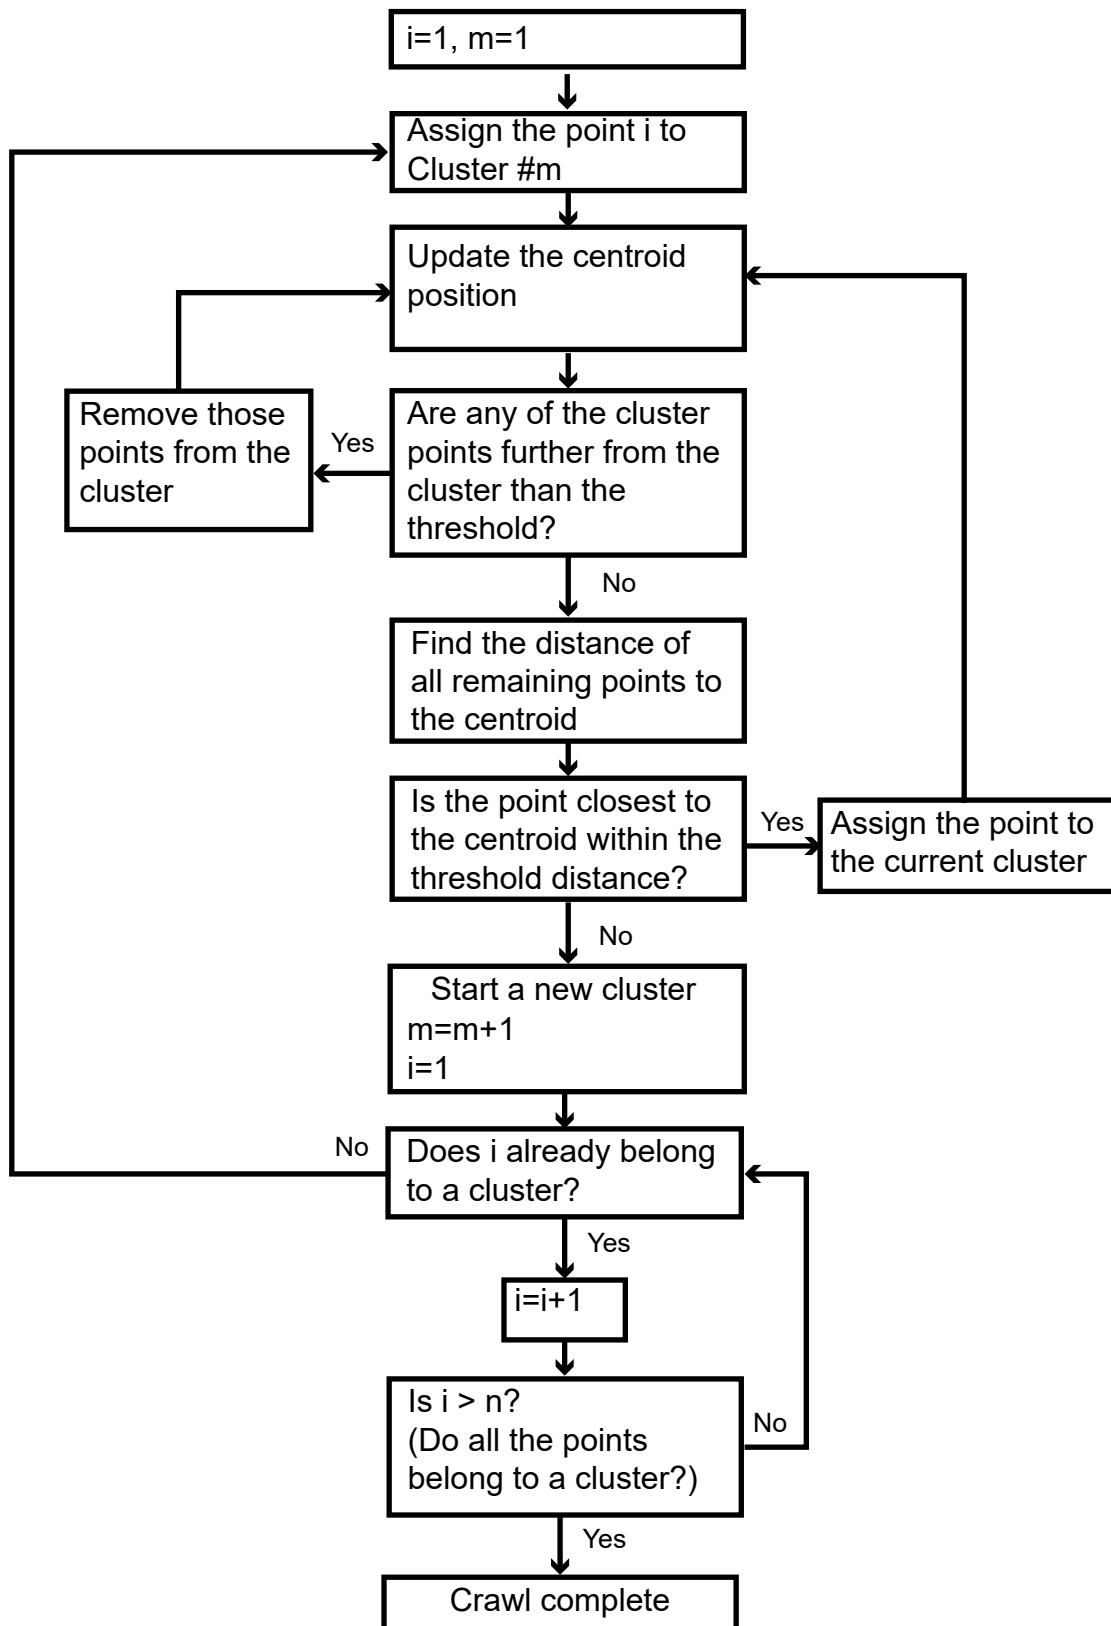 i=1, m=1
Assign the point i to
Cluster #m
Update the centroid
position
Remove those
points from the
cluster
Yes
Are any of the cluster
points further from the
cluster than the
threshold?
No
Find the distance of
all remaining points to
the centroid
Is the point closest to
the centroid within the
threshold distance?
Yes
Assign the point to
the current cluster
No
Start a new cluster
m=m+1
i=1
No
Does i already belong
to a cluster?
Yes
i=i+1
Is i > n?
(Do all the points
belong to a cluster?)
No
Yes
Crawl complete